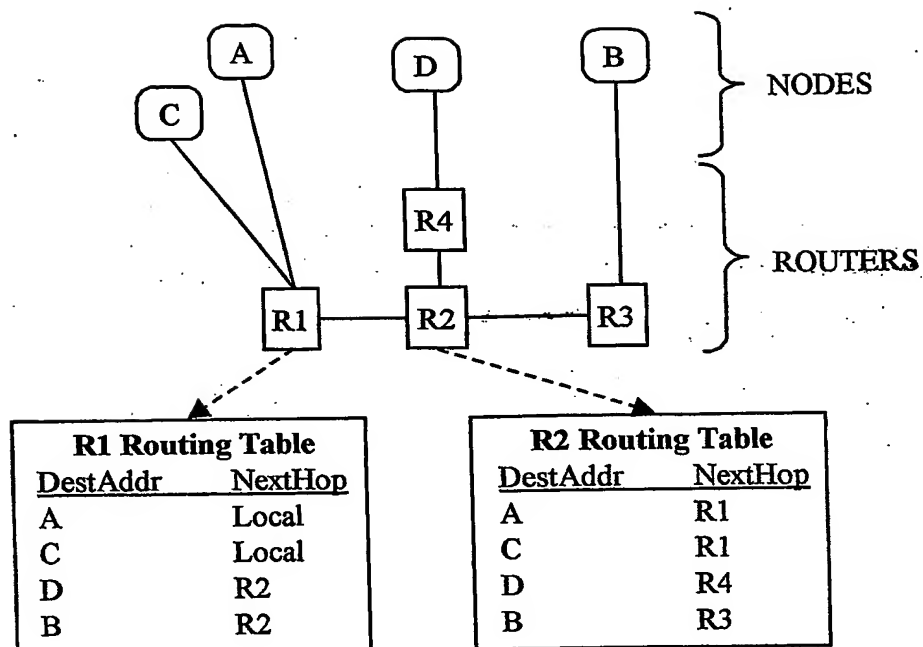 A
D
B
NODES
C
R4
ROUTERS
R1
R2
R3
R1 Routing Table
DestAddr NextHop
A Local
C Local
D R2
B R2
R2 Routing Table
DestAddr NextHop
A R1
C R1
D R4
B R3